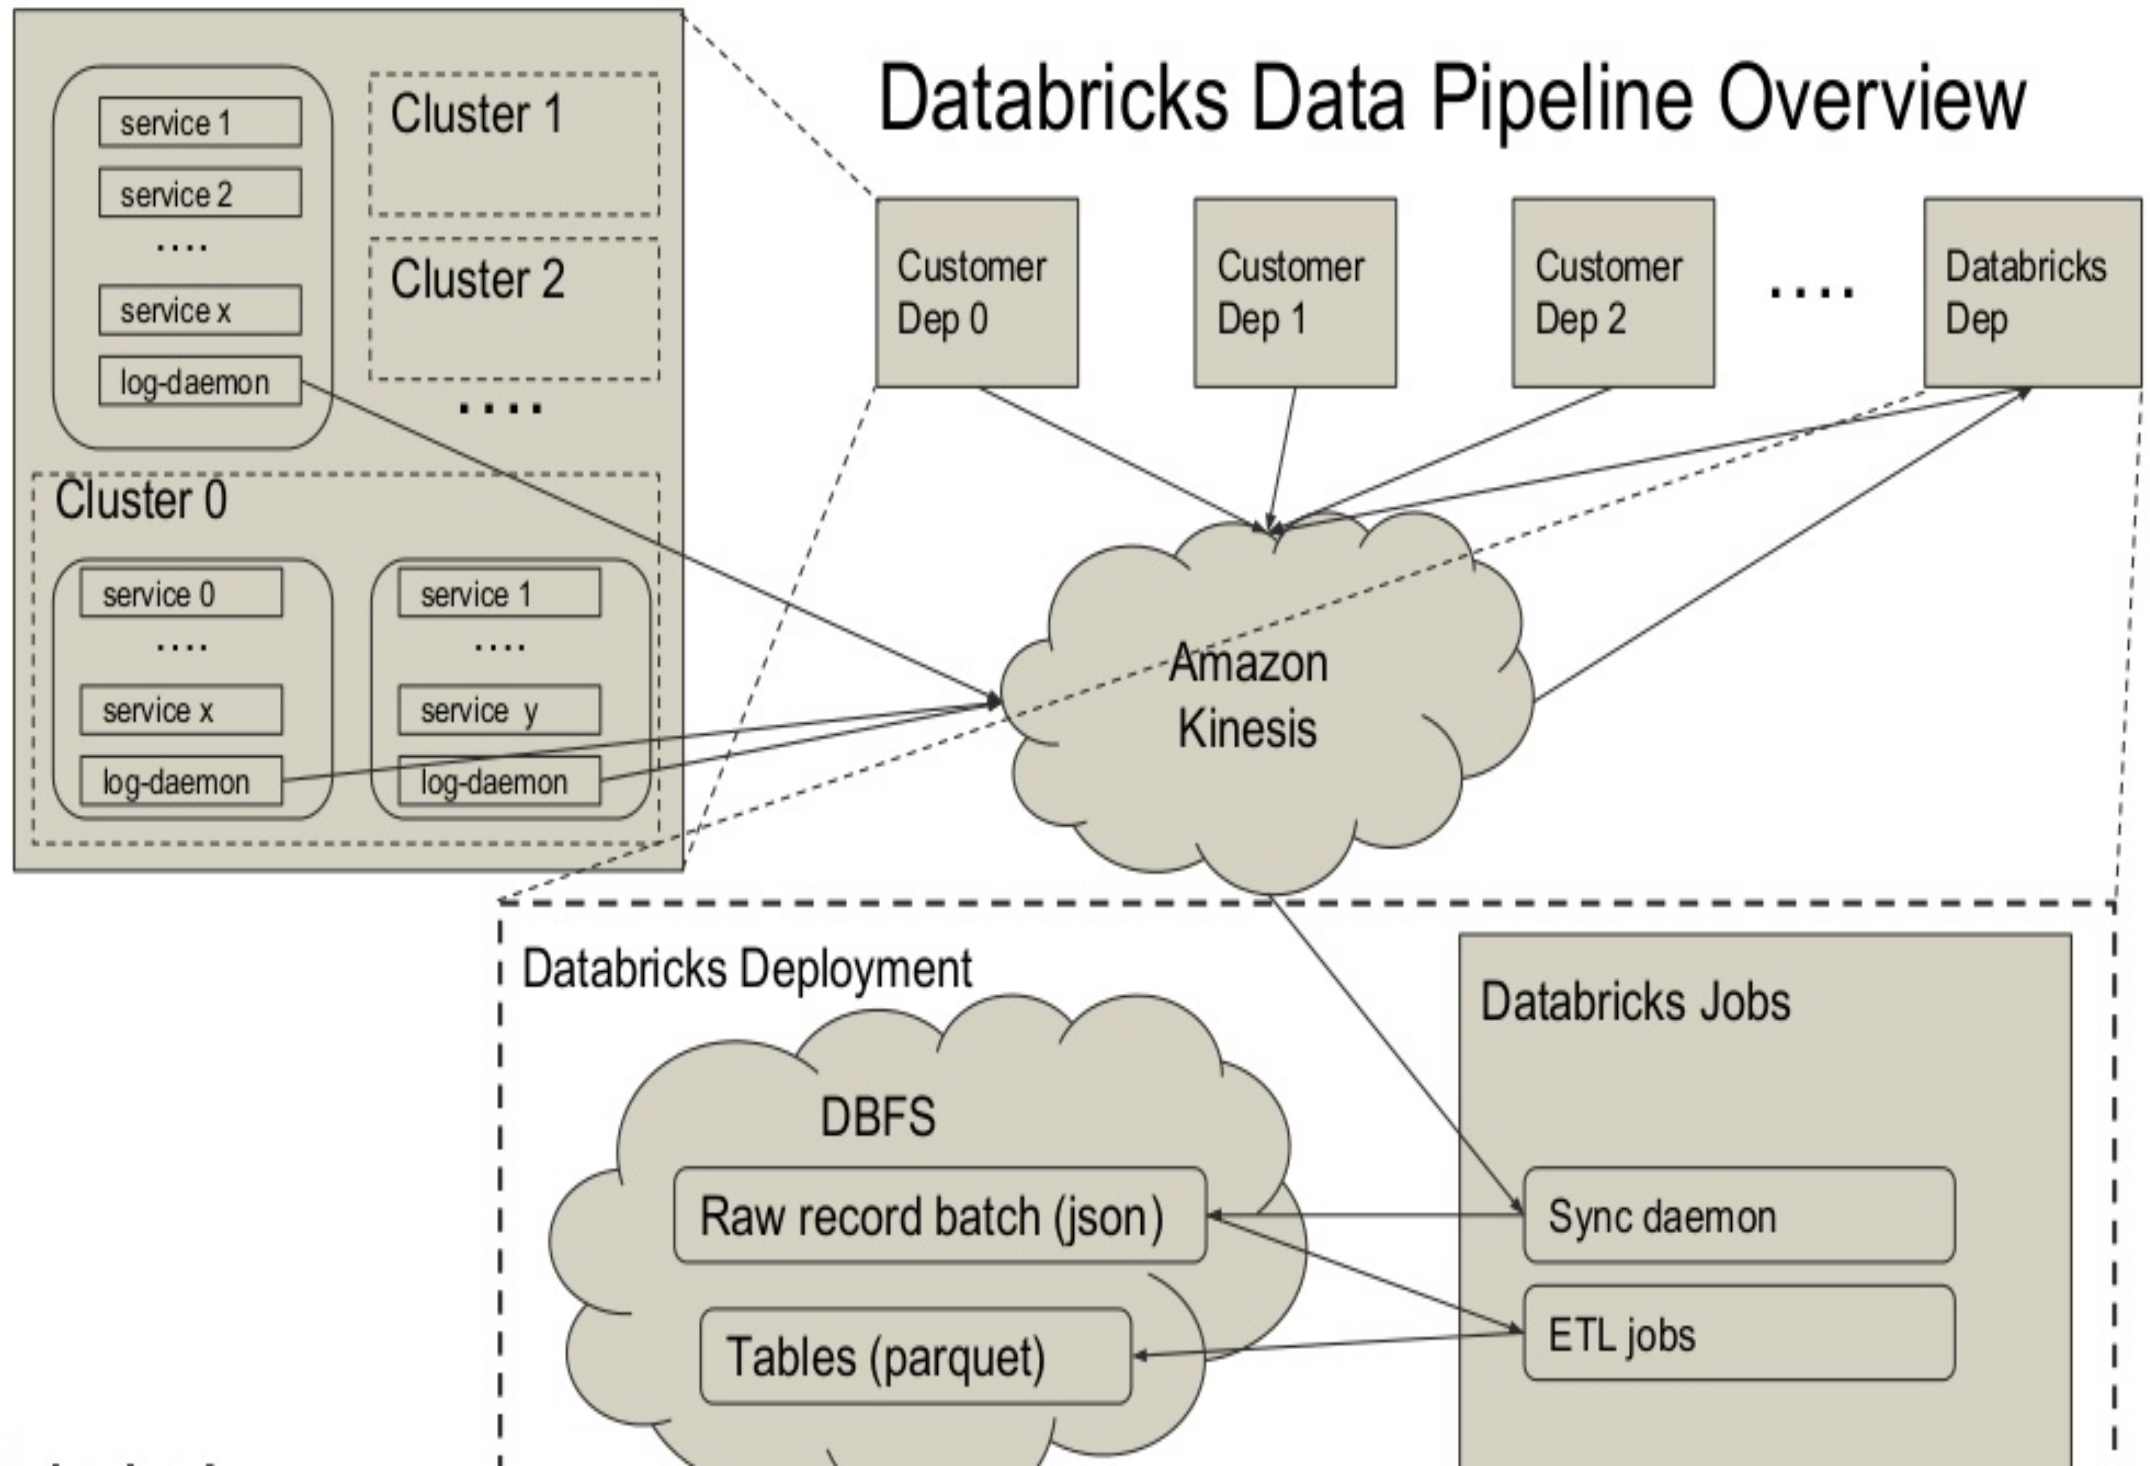 Databricks Data Pipeline Overview
service 1
service 2
....
service x
log-daemon
Cluster 1
Cluster 2
....
Cluster 0
service 0
....
service x
log-daemon
service 1
....
service y
log-daemon
Customer
Dep 0
Customer
Dep 1
Customer
Dep 2
....
Databricks
Dep
Amazon
Kinesis
Databricks Deployment
DBFS
Raw record batch (json)
Tables (parquet)
Databricks Jobs
Sync daemon
ETL jobs